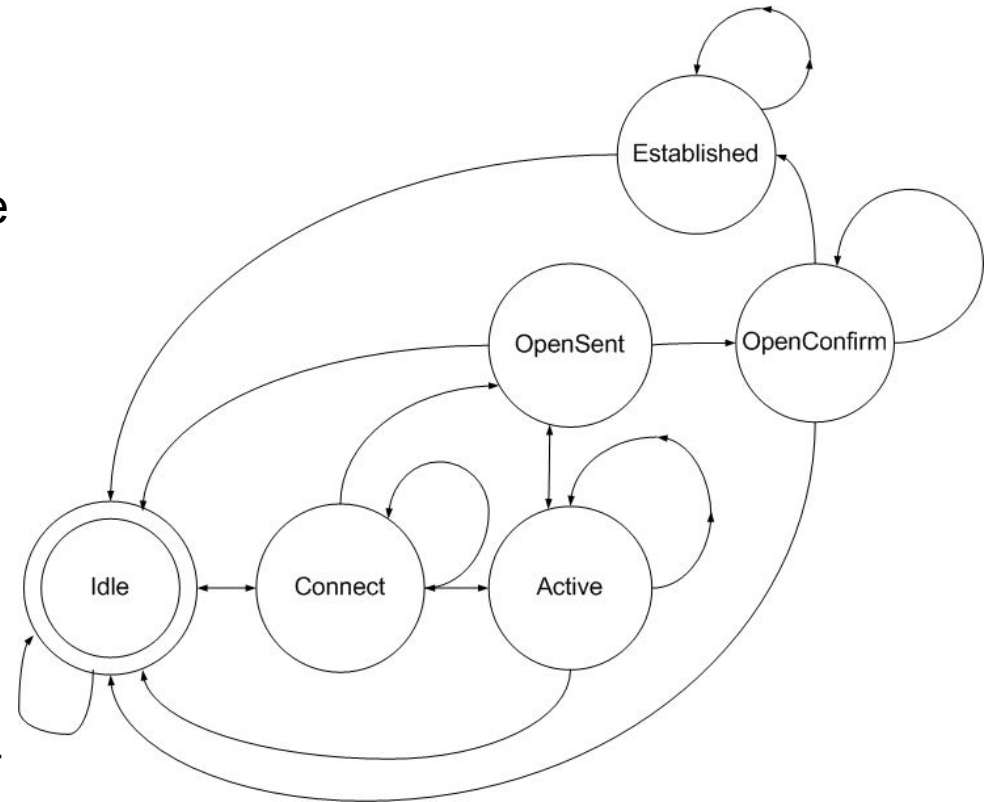 Established
e
OpenSent
OpenConfirm
Idle
Connect
Active
.